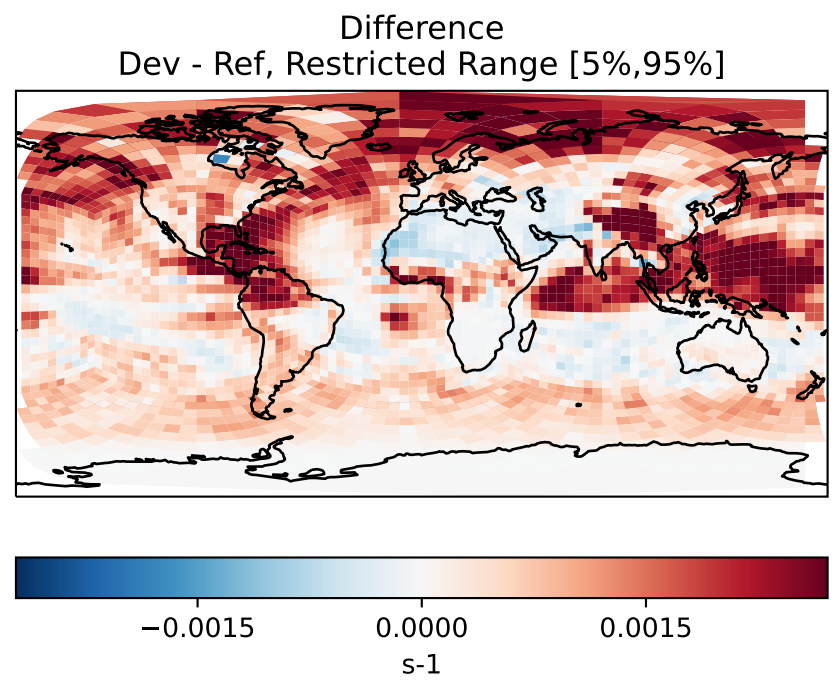 Difference
Dev - Ref, Restricted Range [5%,95%]
−0.0015 0.0000 0.0015
s-1